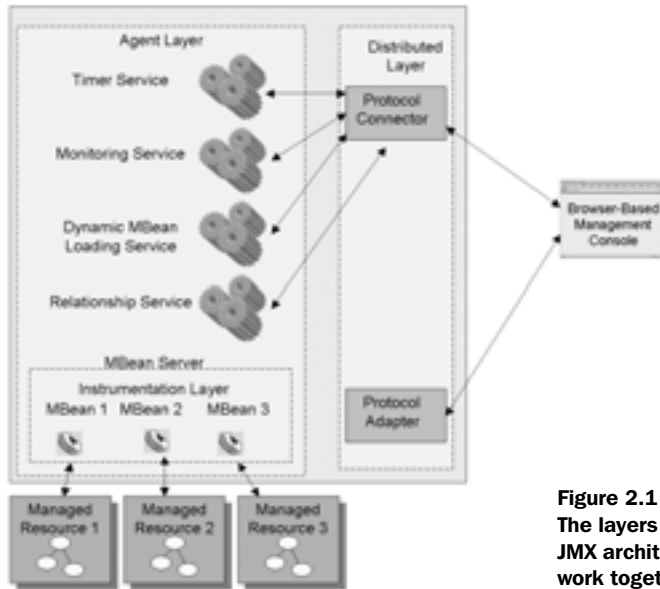 Agent Layer
Timer Service
Monitoring Service
Dynamic MBean
Loading Service
Relationship Service
MBean Server
Instrumentation Layer
MBean 1 MBean 2 MBean 3
Distributed
Layer
Protocol
Connector
Protocol
Adapter
Browser-Based
Management
Console
Managed
Resource 1
Managed
Resource 2
Managed
Resource 3
Figure 2.1
The layers
JMX archit
work toget